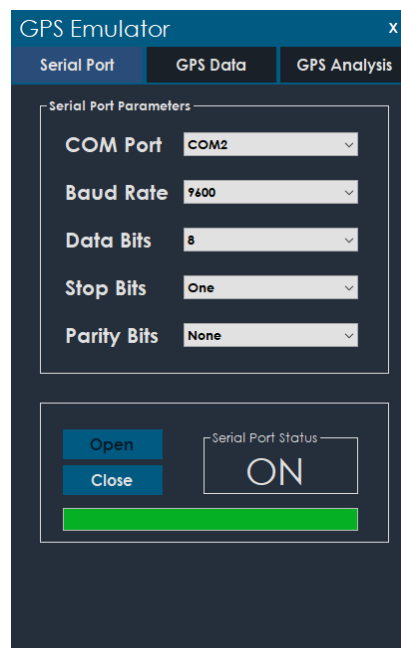 GPS Emulator x
Serial Port GPS Data GPS Analysis
Serial Port Parameters
COM Port COM2
Baud Rate 9600
Data Bits 8
Stop Bits One
Parity Bits None
Open
Serial Port Status
ON
Close